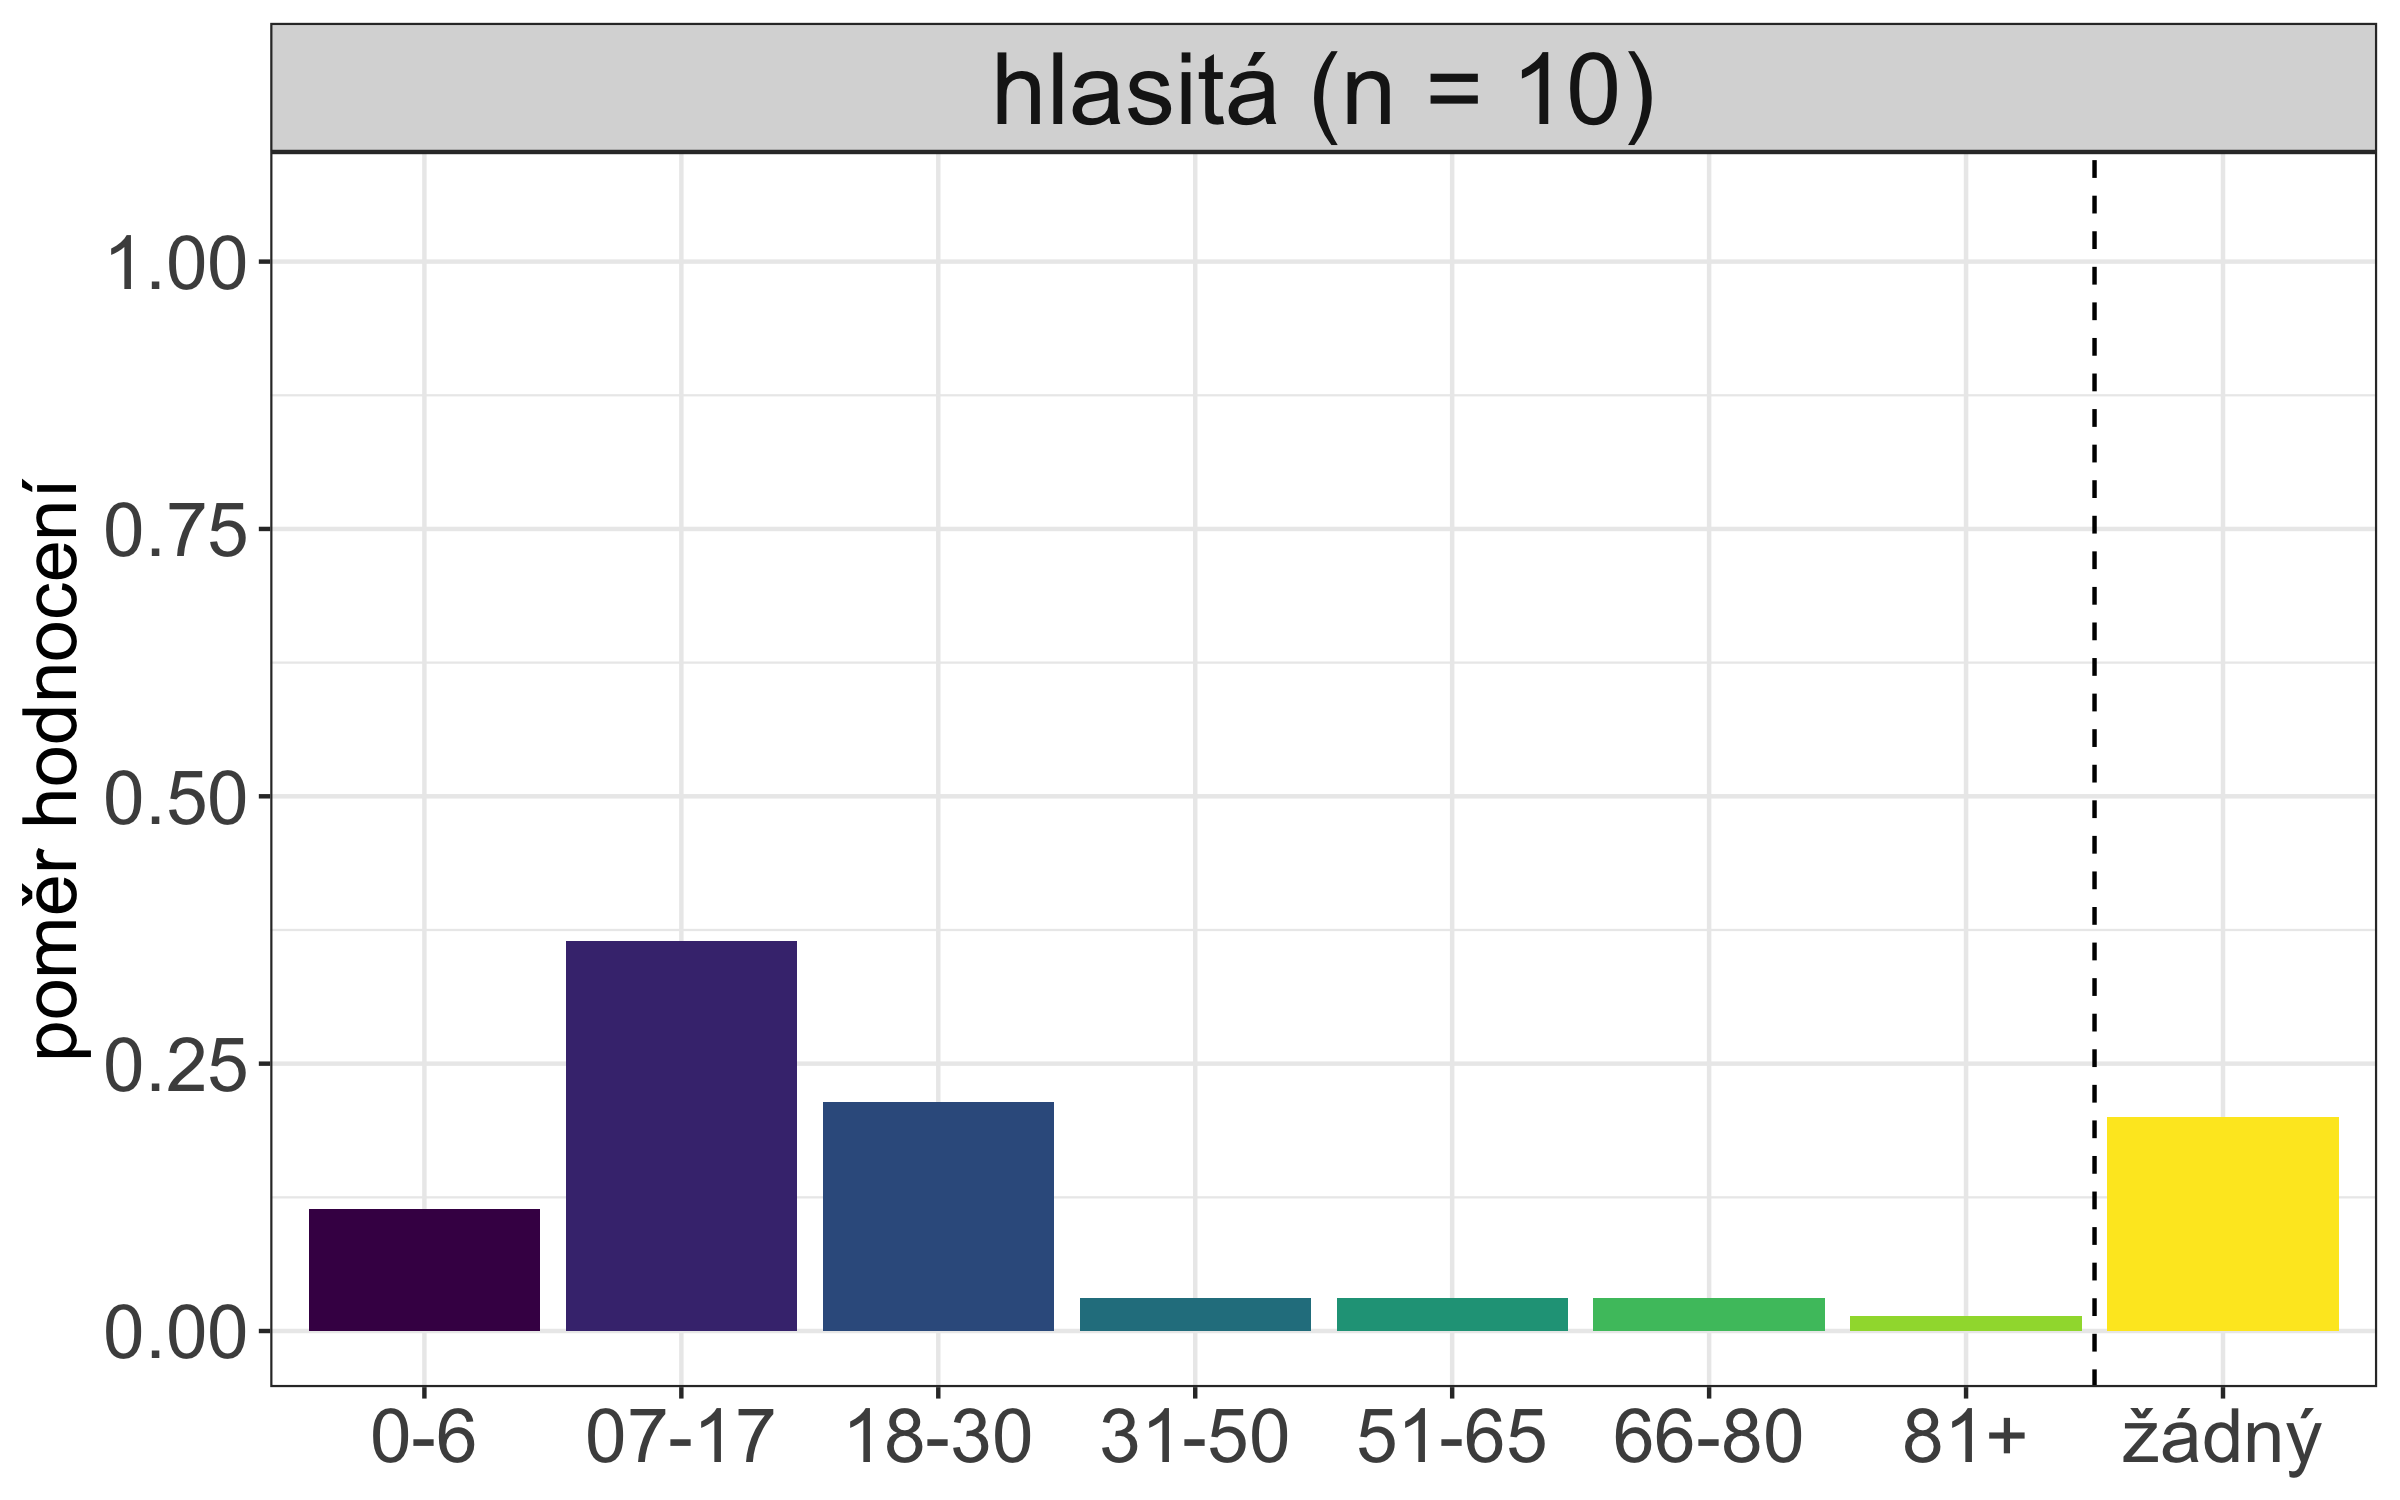 hlasitá (n = 10)
poměr hodnocení
1.00
0.75
0.50
0.25
0.00
0-6 07-17 18-30 31-50 51-65 66-80 81+ žádný